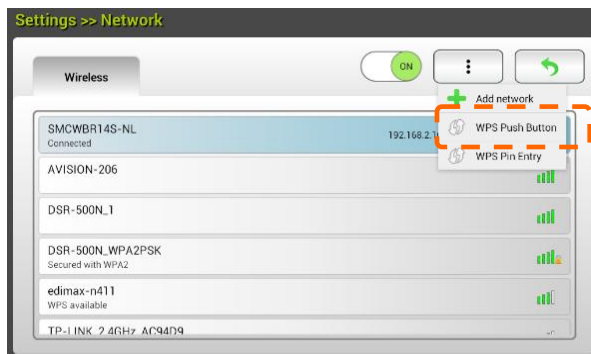 Settings >> Network
Wireless
ON
Add network
WPS Push Button
WPS Pin Entry
SMCWBR14S-NL
Connected
192.168.2.1
AVISION-206
DSR-500N_1
DSR-500N_WPA2PSK
Secured with WPA2
edimax-n411
WPS available
TP-LINK_2.4GHz_AC94D9